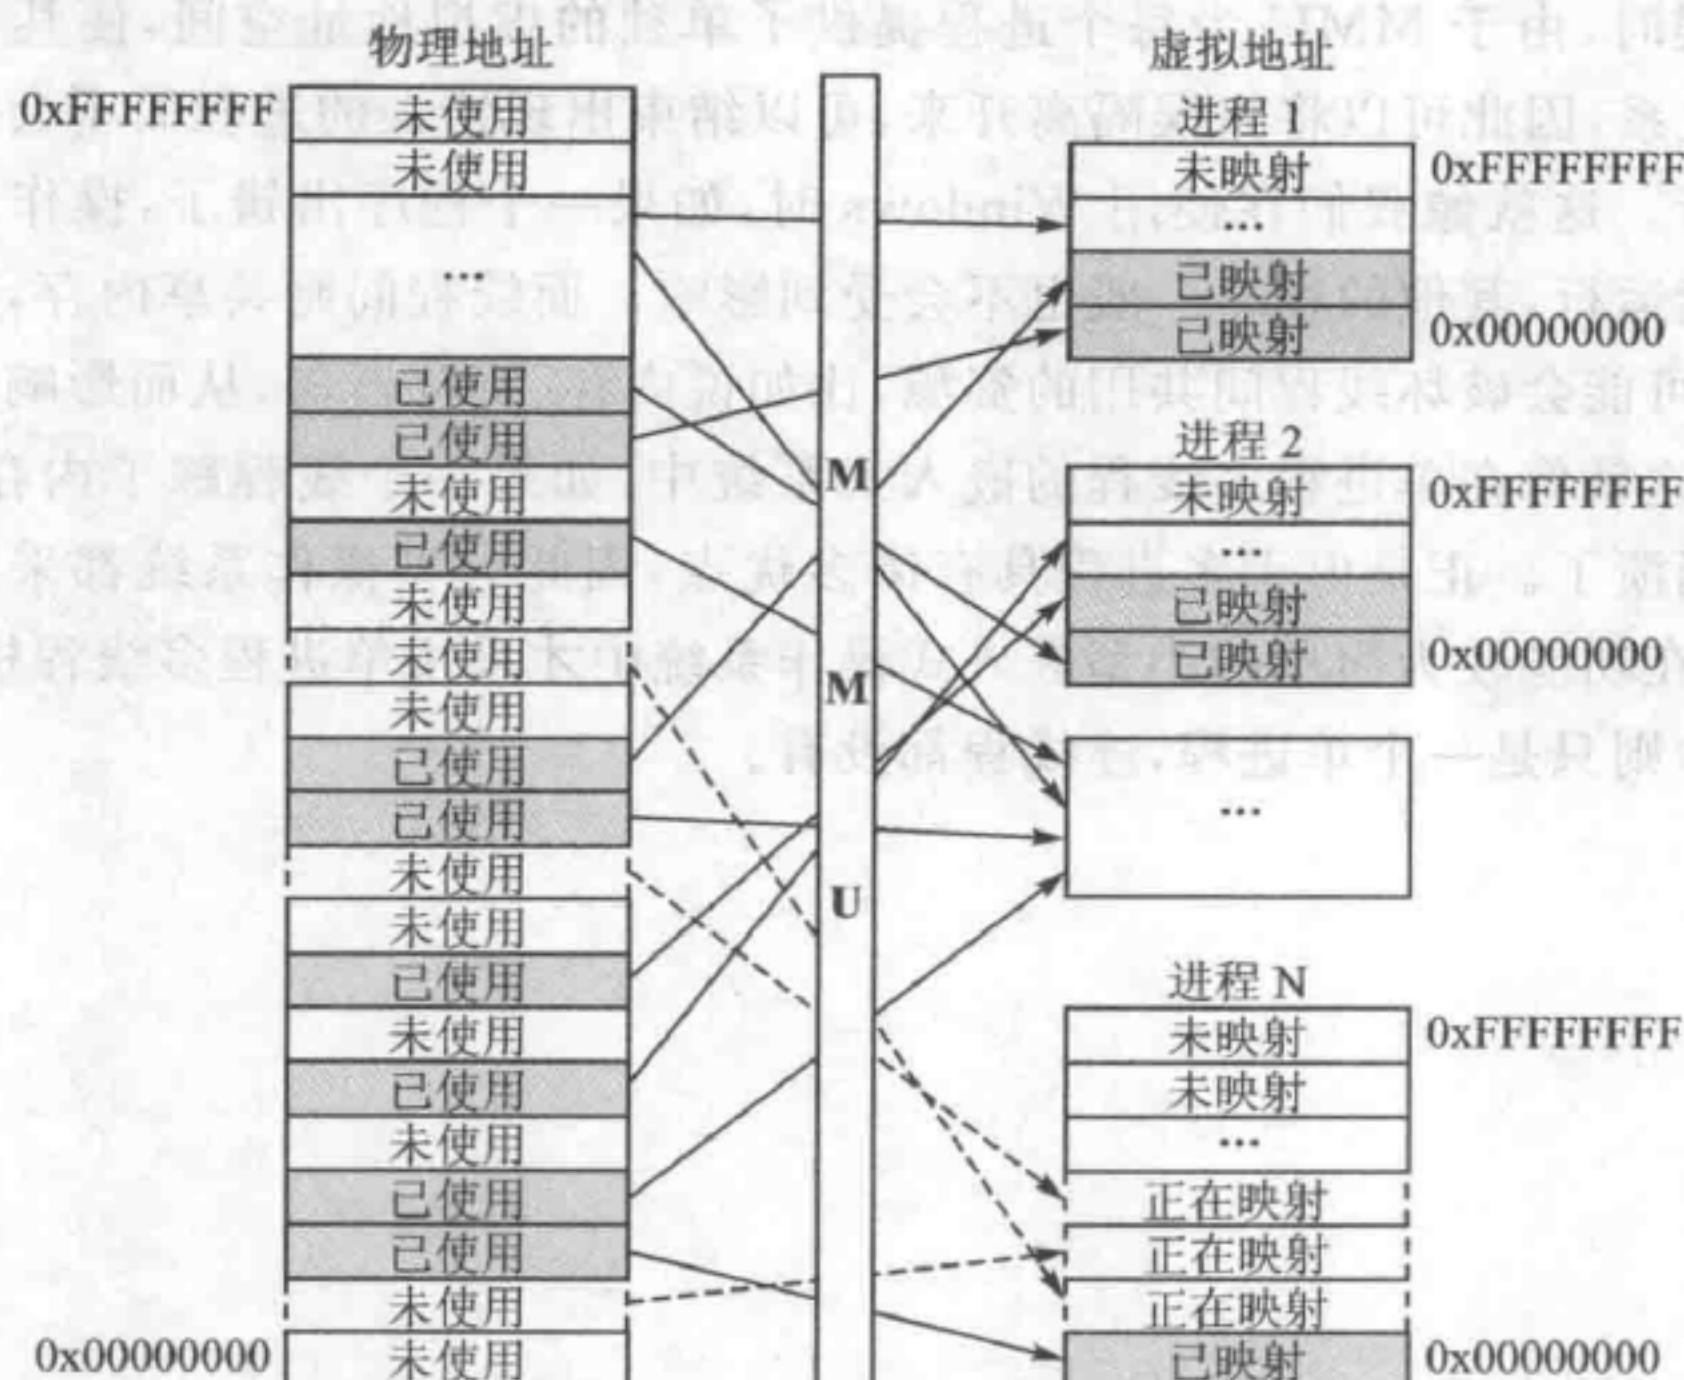 物理地址
0xFFFFFFFF
未使用
未使用
...
已使用
已使用
未使用
已使用
未使用
未使用
未使用
已使用
已使用
未使用
未使用
已使用
未使用
已使用
未使用
已使用
已使用
未使用
0x00000000
未使用
M
M
U
虚拟地址
进程 1
未映射
0xFFFFFFFF
...
已映射
已映射
0x00000000
进程 2
未映射
0xFFFFFFFF
...
已映射
已映射
0x00000000
...
进程 N
未映射
0xFFFFFFFF
未映射
...
正在映射
正在映射
正在映射
已映射
0x00000000